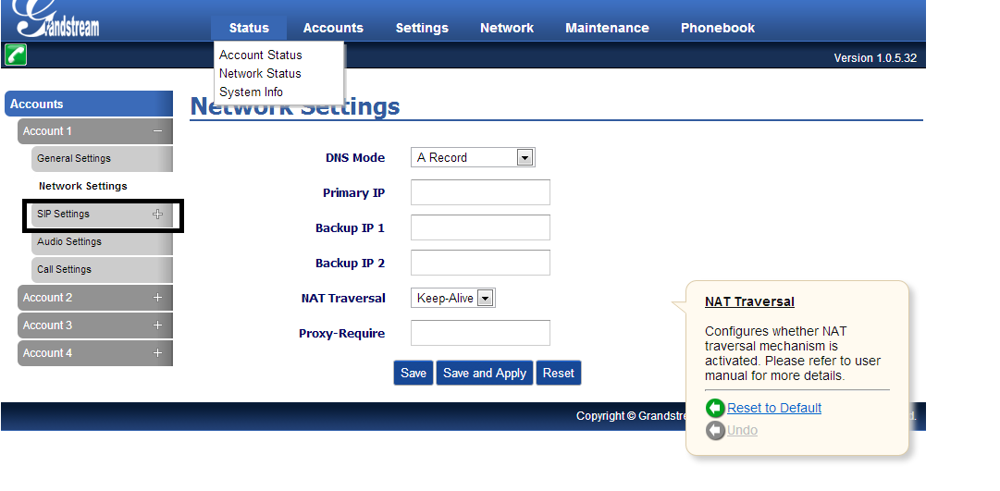 Grandstream
Status Accounts Settings Network Maintenance Phonebook
Account Status
Network Status
System Info
Version 1.0.5.32
Accounts
Account 1
General Settings
Network Settings
SIP Settings
Audio Settings
Call Settings
Account 2
Account 3
Account 4
Network Settings
DNS Mode A Record
Primary IP
Backup IP 1
Backup IP 2
NAT Traversal Keep-Alive
Proxy-Require
Save Save and Apply Reset
NAT Traversal
Configures whether NAT
traversal mechanism is
activated. Please refer to user
manual for more details.
Reset to Default
Undo
Copyright © Grandstre